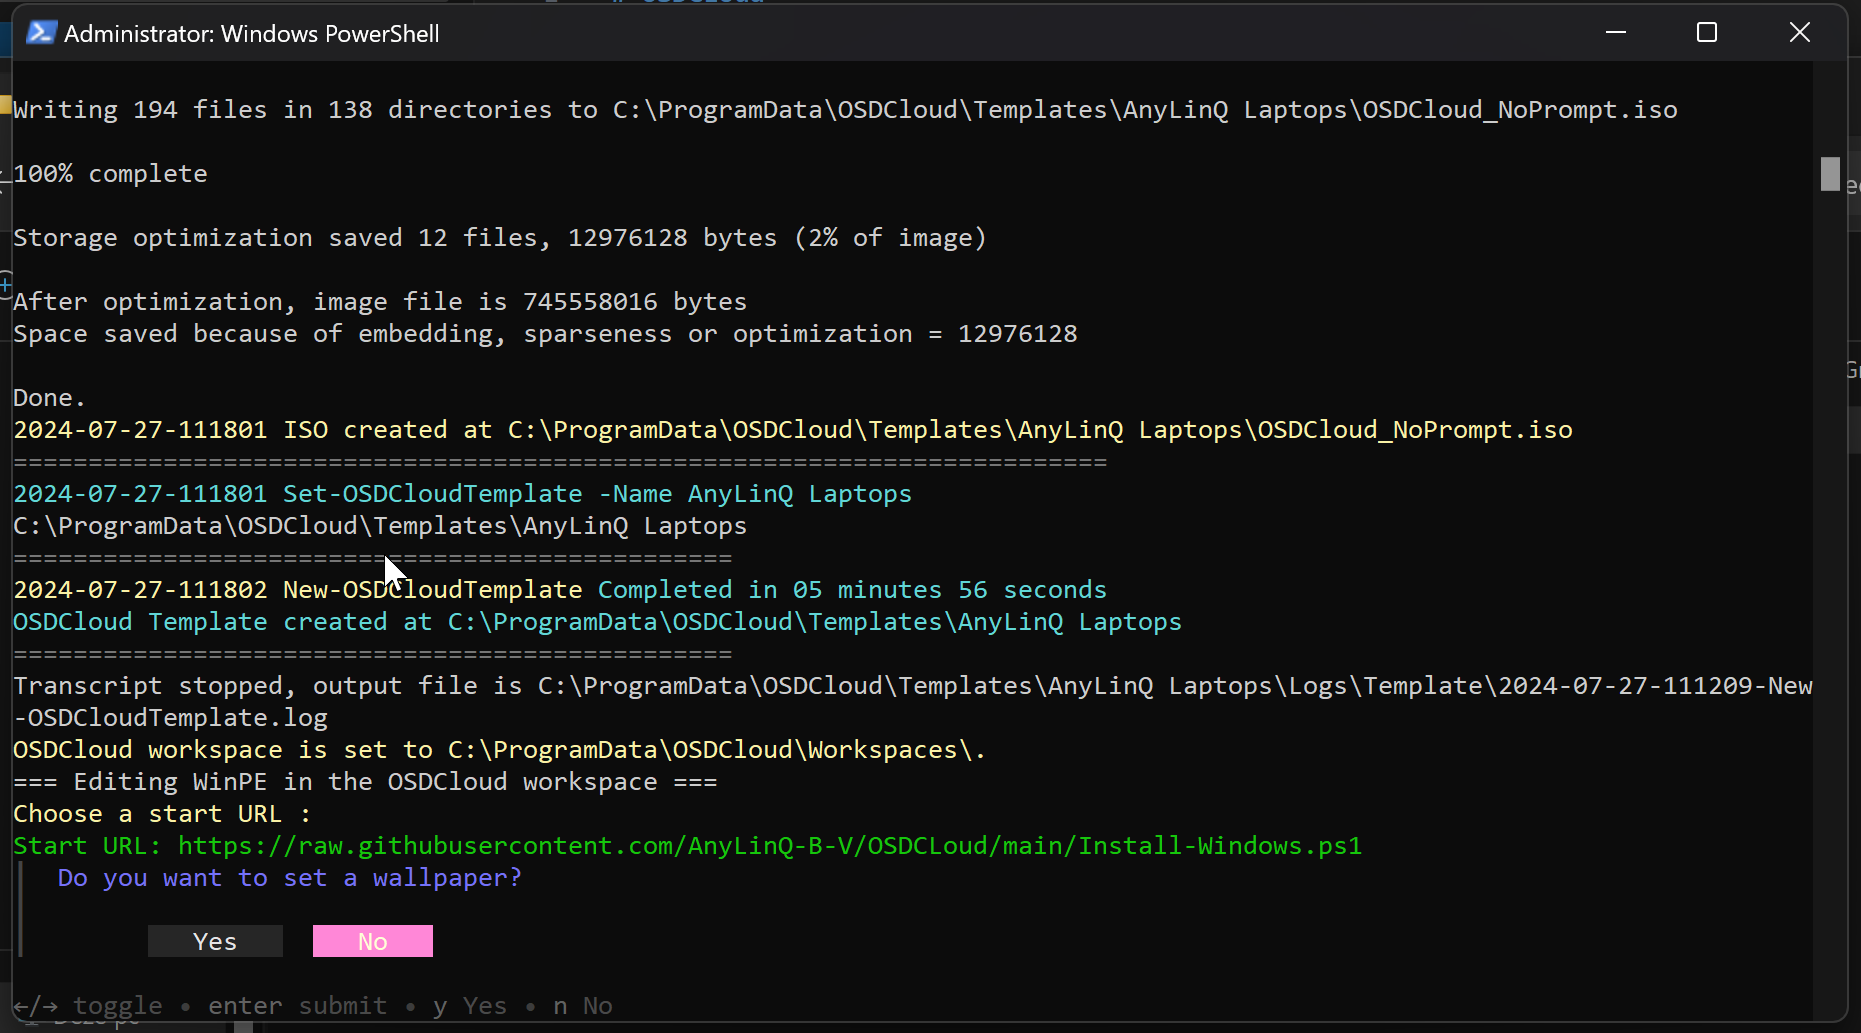 Administrator: Windows PowerShell
Writing 194 files in 138 directories to C:\ProgramData\OSDCloud\Templates\AnyLinQ Laptops\OSDCloud_NoPrompt.iso
100% complete
Storage optimization saved 12 files, 12976128 bytes (2% of image)
After optimization, image file is 745558016 bytes
Space saved because of embedding, sparseness or optimization = 12976128
Done.
2024-07-27-111801 ISO created at C:\ProgramData\OSDCloud\Templates\AnyLinQ Laptops\OSDCloud_NoPrompt.iso
=========================================================================
2024-07-27-111801 Set-OSDCloudTemplate -Name AnyLinQ Laptops
C:\ProgramData\OSDCloud\Templates\AnyLinQ Laptops
================================================
2024-07-27-111802 New-OSDCloudTemplate Completed in 05 minutes 56 seconds
OSDCloud Template created at C:\ProgramData\OSDCloud\Templates\AnyLinQ Laptops
================================================
Transcript stopped, output file is C:\ProgramData\OSDCloud\Templates\AnyLinQ Laptops\Logs\Template\2024-07-27-111209-New
-OSDCloudTemplate.log
OSDCloud workspace is set to C:\ProgramData\OSDCloud\Workspaces\.
=== Editing WinPE in the OSDCloud workspace ===
Choose a start URL :
Start URL: https://raw.githubusercontent.com/AnyLinQ-B-V/OSDCLoud/main/Install-Windows.ps1
Do you want to set a wallpaper?
Yes No
←/→ toggle • enter submit • y Yes • n No